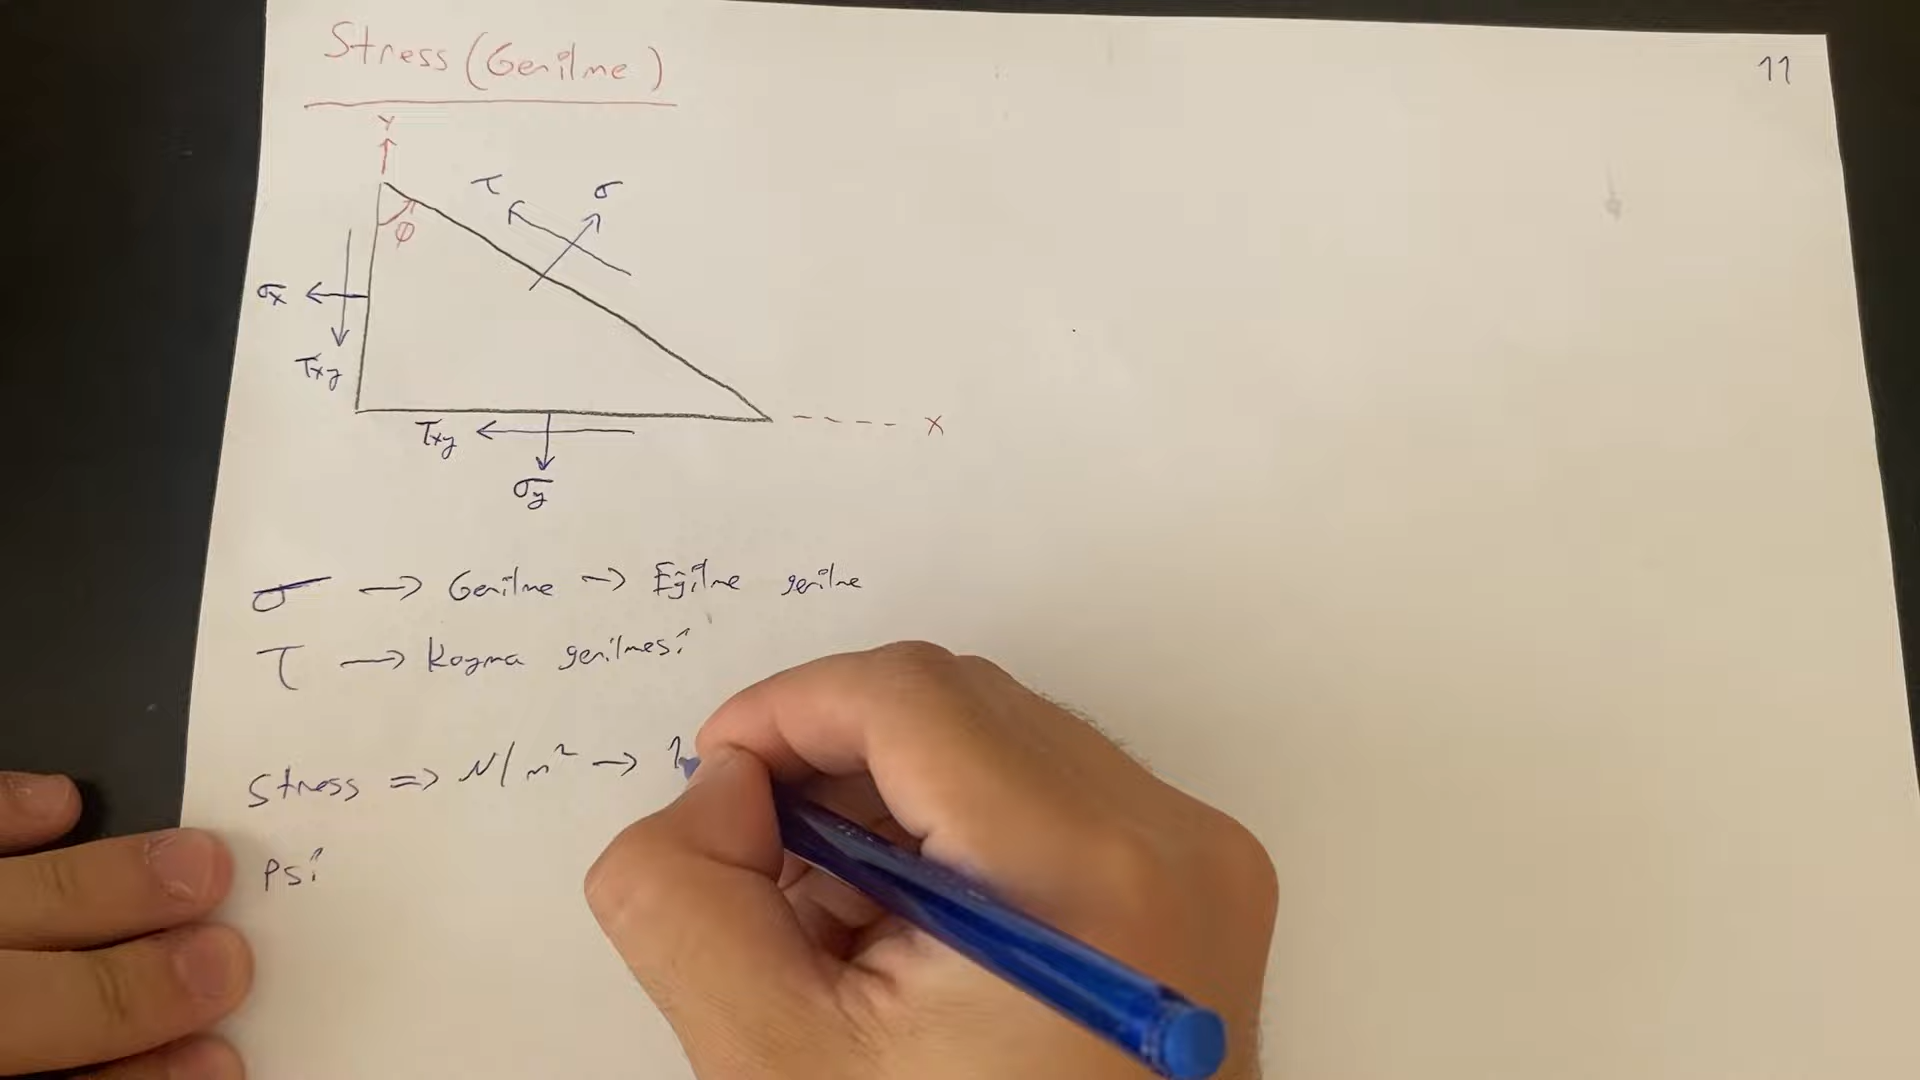 Stress (Gerilme)
11
Y
τ
σ
φ
σx
τxy
X
τxy
σy
σ → Gerilme → Eğilme gerilme
τ → Kayma gerilmesi
Stress => N/m² →
Psi